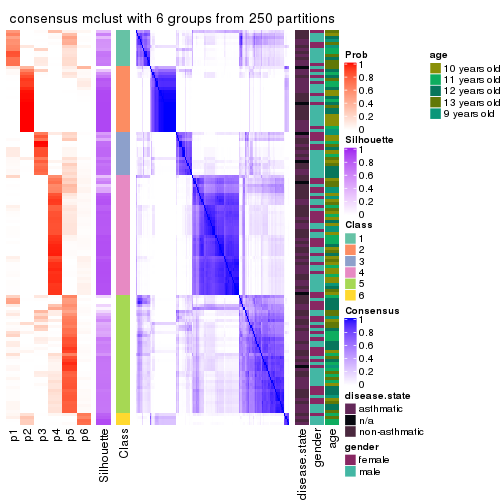 consensus mclust with 6 groups from 250 partitions
Prob
1
0.8
0.6
0.4
0.2
0
Silhouette
1
0.8
0.6
0.4
0.2
0
Class
1
2
3
4
5
6
Consensus
1
0.8
0.6
0.4
0.2
0
disease.state
asthmatic
n/a
non-asthmatic
gender
female
male
age
10 years old
11 years old
12 years old
13 years old
9 years old
p1
p2
p3
p4
p5
p6
Silhouette
Class
disease.state
gender
age